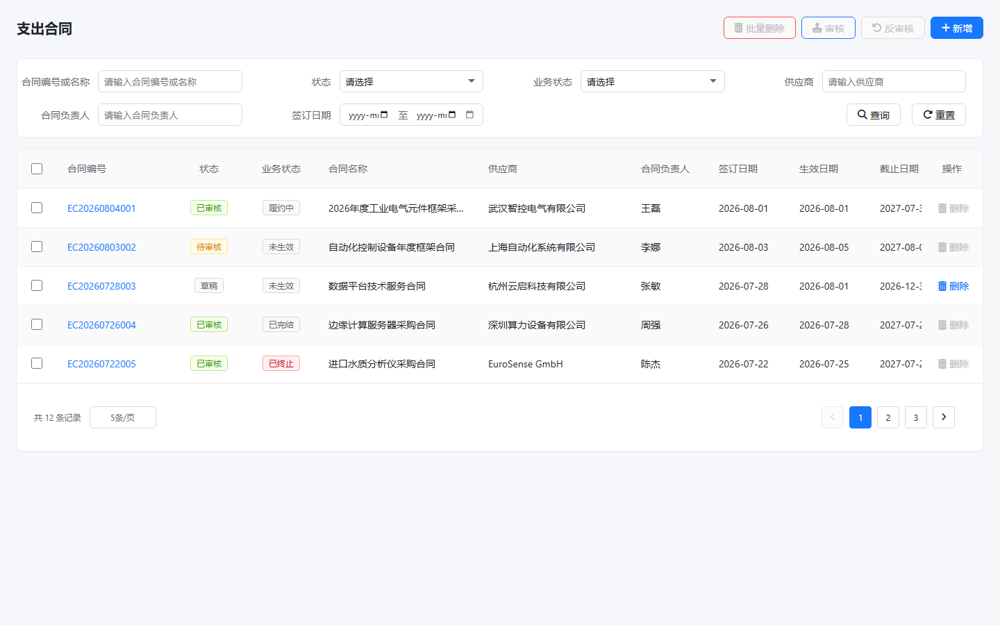 支出合同
批量删除 审核 反审核 新增
合同编号或名称 请输入合同编号或名称 状态 请选择 业务状态 请选择 供应商 请输入供应商
合同负责人 请输入合同负责人 签订日期 yyyy-m 至 yyyy-m 查询 重置
合同编号 状态 业务状态 合同名称 供应商 合同负责人 签订日期 生效日期 截止日期 操作
EC20260804001 已审核 履约中 2026年度工业电气元件框架采... 武汉智控电气有限公司 王磊 2026-08-01 2026-08-01 2027-07- 删除
EC20260803002 待审核 未生效 自动化控制设备年度框架合同 上海自动化系统有限公司 李娜 2026-08-03 2026-08-05 2027-08- 删除
EC20260728003 草稿 未生效 数据平台技术服务合同 杭州云启科技有限公司 张敏 2026-07-28 2026-08-01 2026-12- 删除
EC20260726004 已审核 已完结 边缘计算服务器采购合同 深圳算力设备有限公司 周强 2026-07-26 2026-07-28 2027-07- 删除
EC20260722005 已审核 已终止 进口水质分析仪采购合同 EuroSense GmbH 陈杰 2026-07-22 2026-07-25 2027-07- 删除
共 12 条记录 5条/页 1 2 3